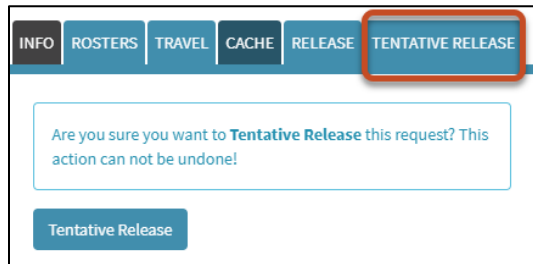 INFO ROSTERS TRAVEL CACHE RELEASE TENTATIVE RELEASE
Are you sure you want to Tentative Release this request? This
action can not be undone!
Tentative Release